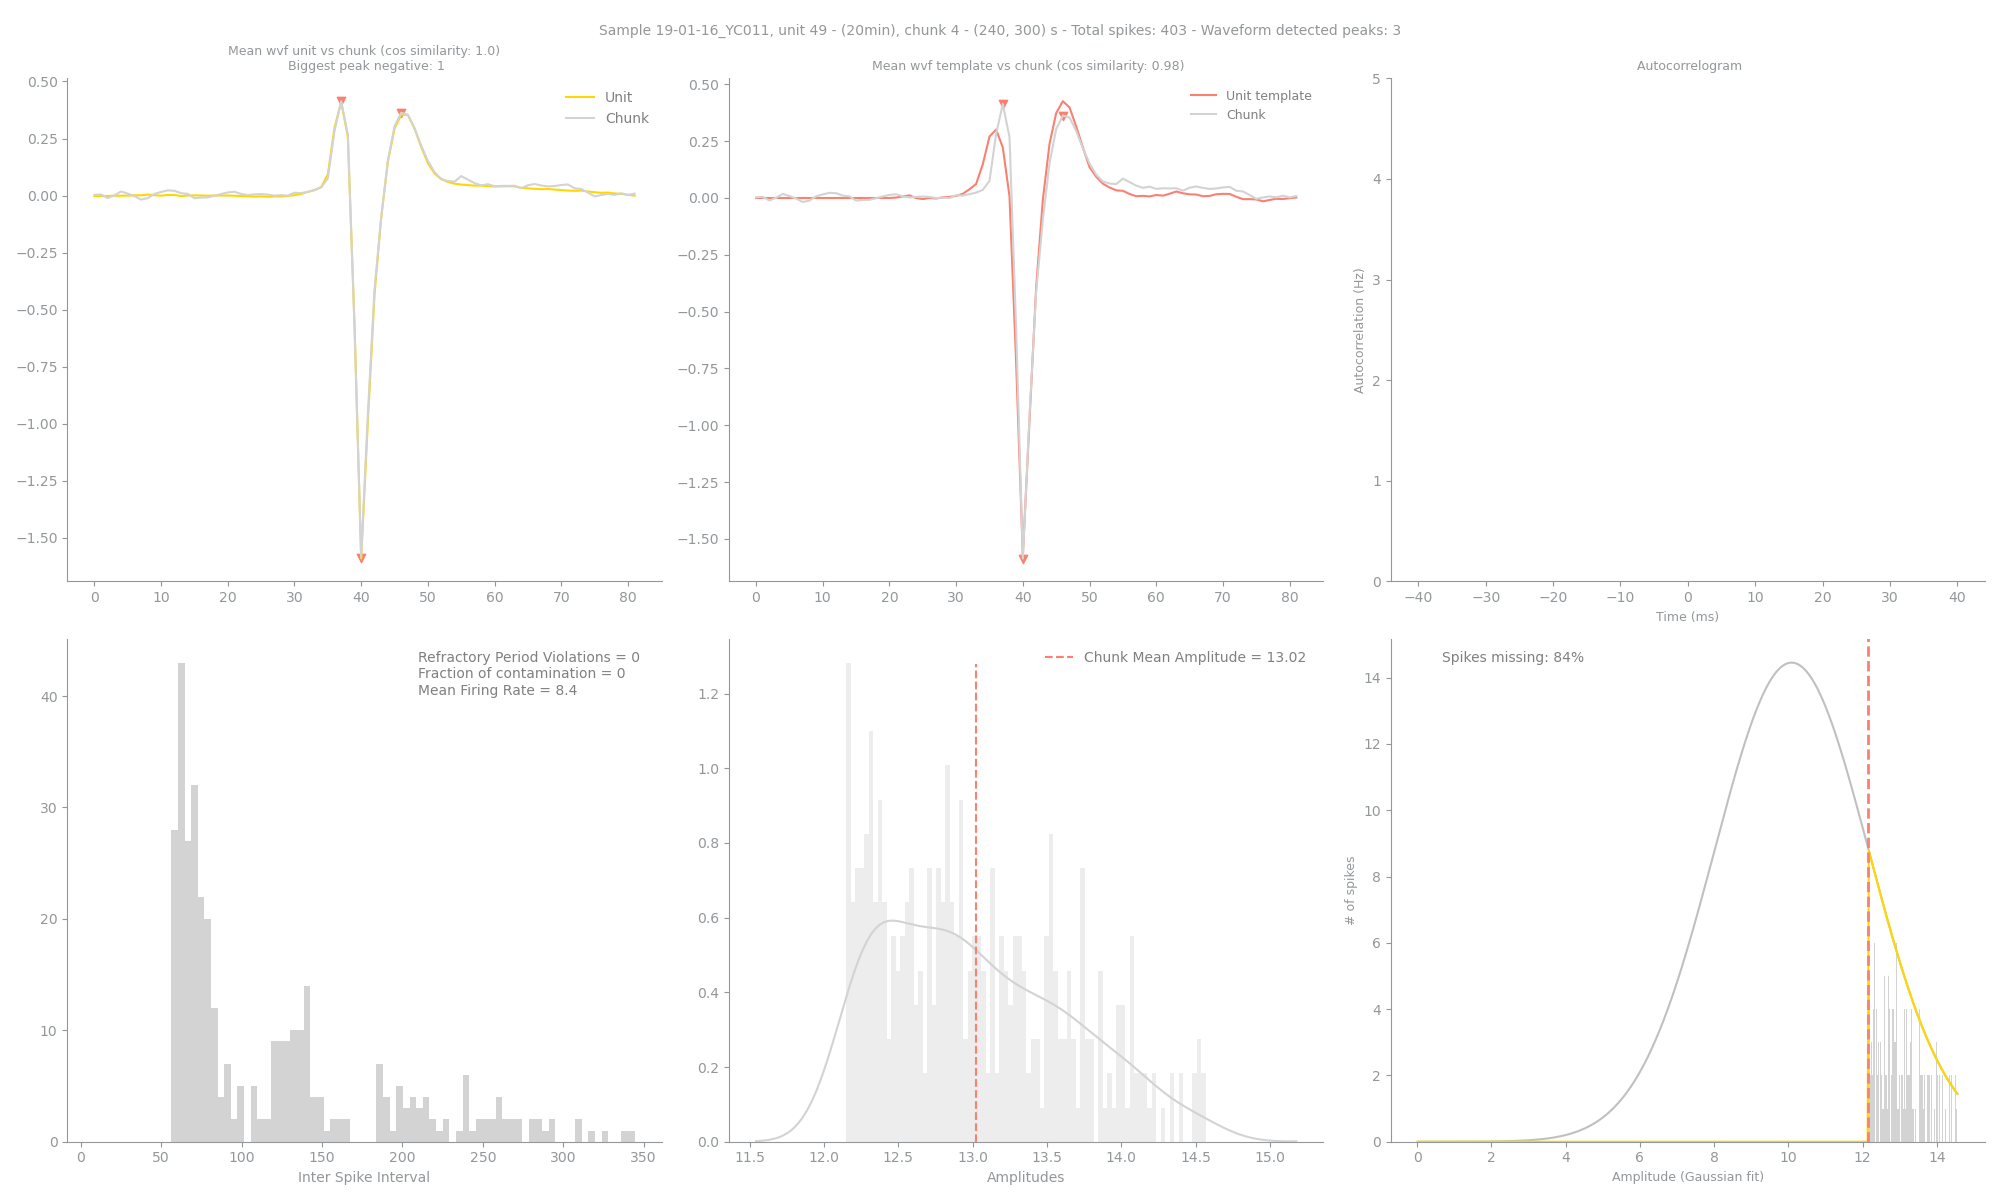 Sample 19-01-16_YC011, unit 49 - (20min), chunk 4 - (240, 300) s - Total spikes: 403 - Waveform detected peaks: 3
Mean wvf unit vs chunk (cos similarity: 1.0)
Biggest peak negative: 1
Unit
Chunk
0.50
0.25
0.00
−0.25
−0.50
−0.75
−1.00
−1.25
−1.50
0 10 20 30 40 50 60 70 80
Mean wvf template vs chunk (cos similarity: 0.98)
Unit template
Chunk
0.50
0.25
0.00
−0.25
−0.50
−0.75
−1.00
−1.25
−1.50
0 10 20 30 40 50 60 70 80
Autocorrelogram
Autocorrelation (Hz)
5
4
3
2
1
0
−40 −30 −20 −10 0 10 20 30 40
Time (ms)
Refractory Period Violations = 0
Fraction of contamination = 0
Mean Firing Rate = 8.4
40
30
20
10
0
0 50 100 150 200 250 300 350
Inter Spike Interval
Chunk Mean Amplitude = 13.02
1.2
1.0
0.8
0.6
0.4
0.2
0.0
11.5 12.0 12.5 13.0 13.5 14.0 14.5 15.0
Amplitudes
Spikes missing: 84%
# of spikes
14
12
10
8
6
4
2
0
0 2 4 6 8 10 12 14
Amplitude (Gaussian fit)